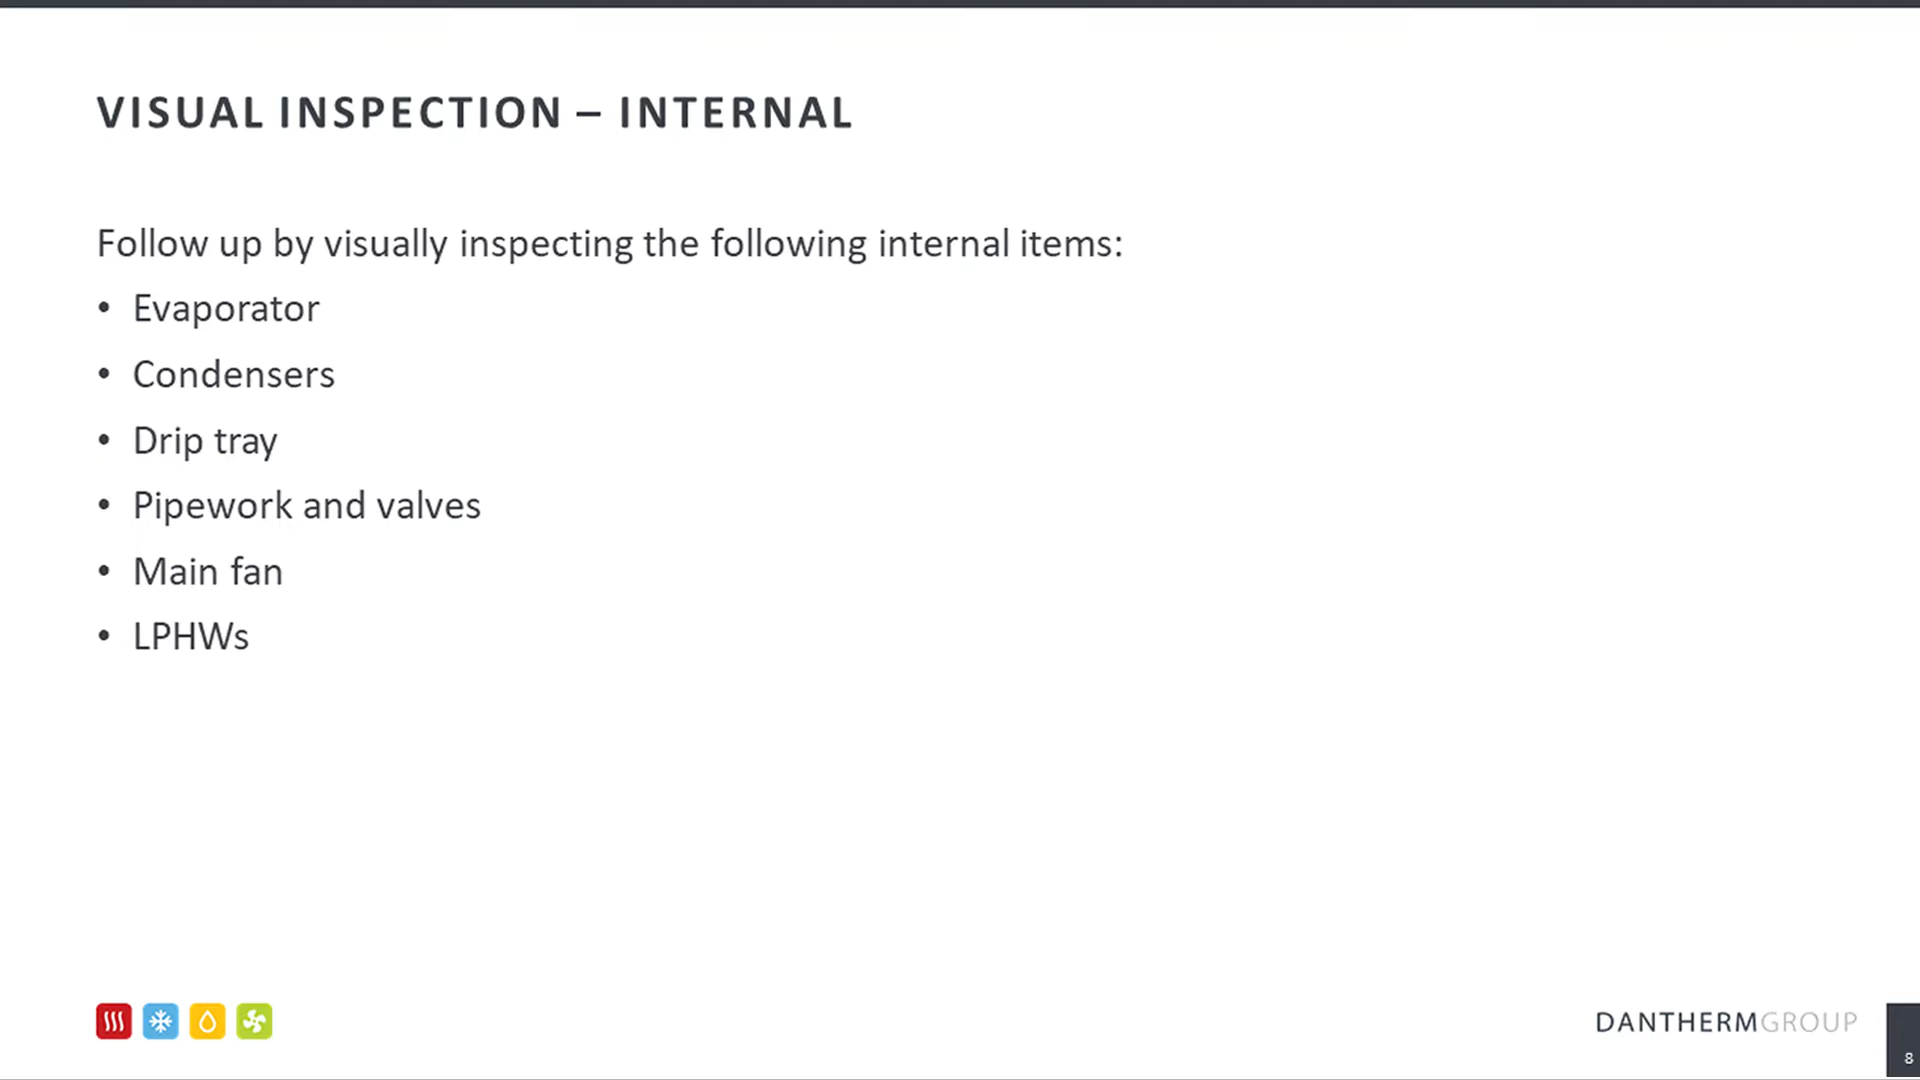 VISUAL INSPECTION – INTERNAL
Follow up by visually inspecting the following internal items:
• Evaporator
• Condensers
• Drip tray
• Pipework and valves
• Main fan
• LPHWs
DANTHERMGROUP
8